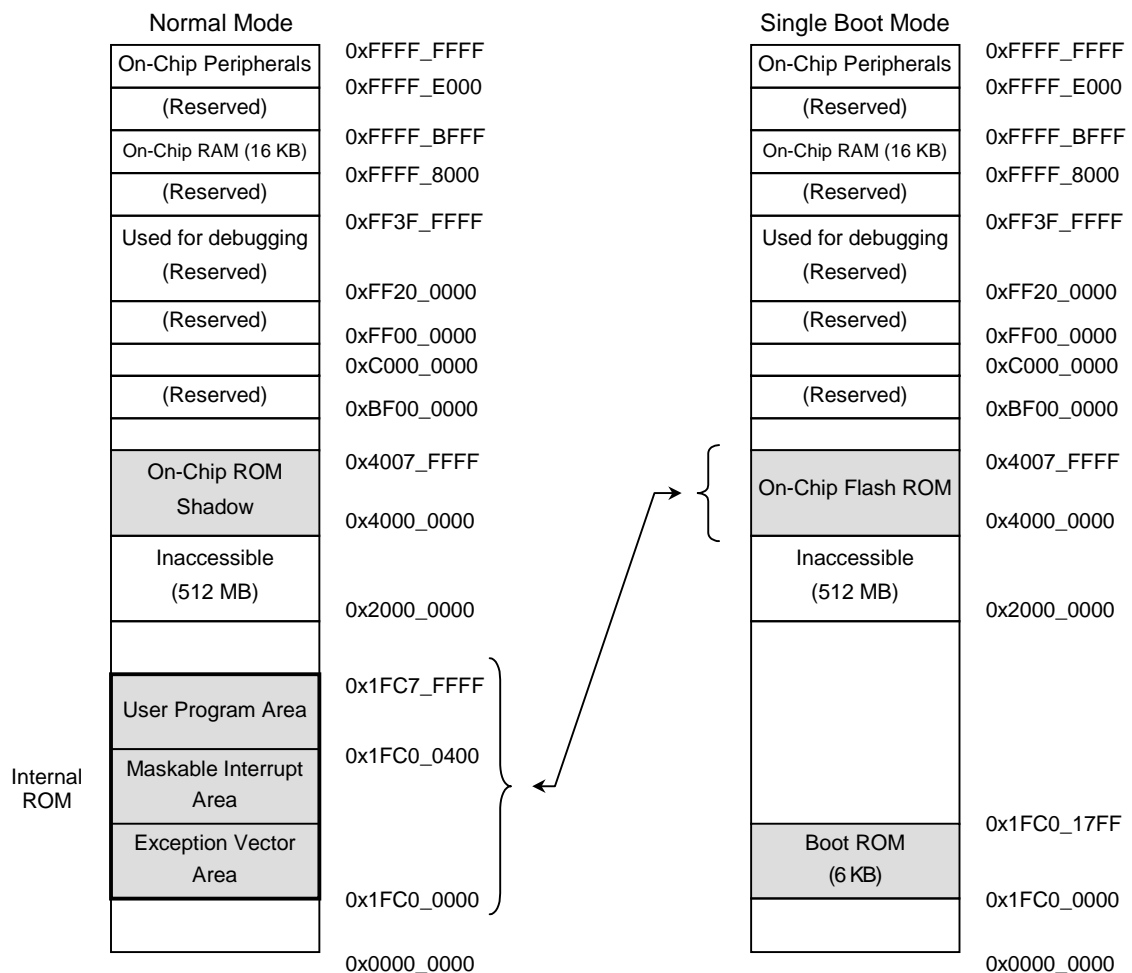 Normal Mode
0xFFFF_FFFF
On-Chip Peripherals
0xFFFF_E000
(Reserved)
0xFFFF_BFFF
On-Chip RAM (16 KB)
0xFFFF_8000
(Reserved)
0xFF3F_FFFF
Used for debugging
(Reserved)
0xFF20_0000
(Reserved)
0xFF00_0000
0xC000_0000
(Reserved)
0xBF00_0000
0x4007_FFFF
On-Chip ROM
Shadow
0x4000_0000
Inaccessible
(512 MB)
0x2000_0000
0x1FC7_FFFF
User Program Area
0x1FC0_0400
Maskable Interrupt
Area
Internal
ROM
Exception Vector
Area
0x1FC0_0000
0x0000_0000
Single Boot Mode
0xFFFF_FFFF
On-Chip Peripherals
0xFFFF_E000
(Reserved)
0xFFFF_BFFF
On-Chip RAM (16 KB)
0xFFFF_8000
(Reserved)
0xFF3F_FFFF
Used for debugging
(Reserved)
0xFF20_0000
(Reserved)
0xFF00_0000
0xC000_0000
(Reserved)
0xBF00_0000
0x4007_FFFF
On-Chip Flash ROM
0x4000_0000
Inaccessible
(512 MB)
0x2000_0000
0x1FC0_17FF
Boot ROM
(6 KB)
0x1FC0_0000
0x0000_0000